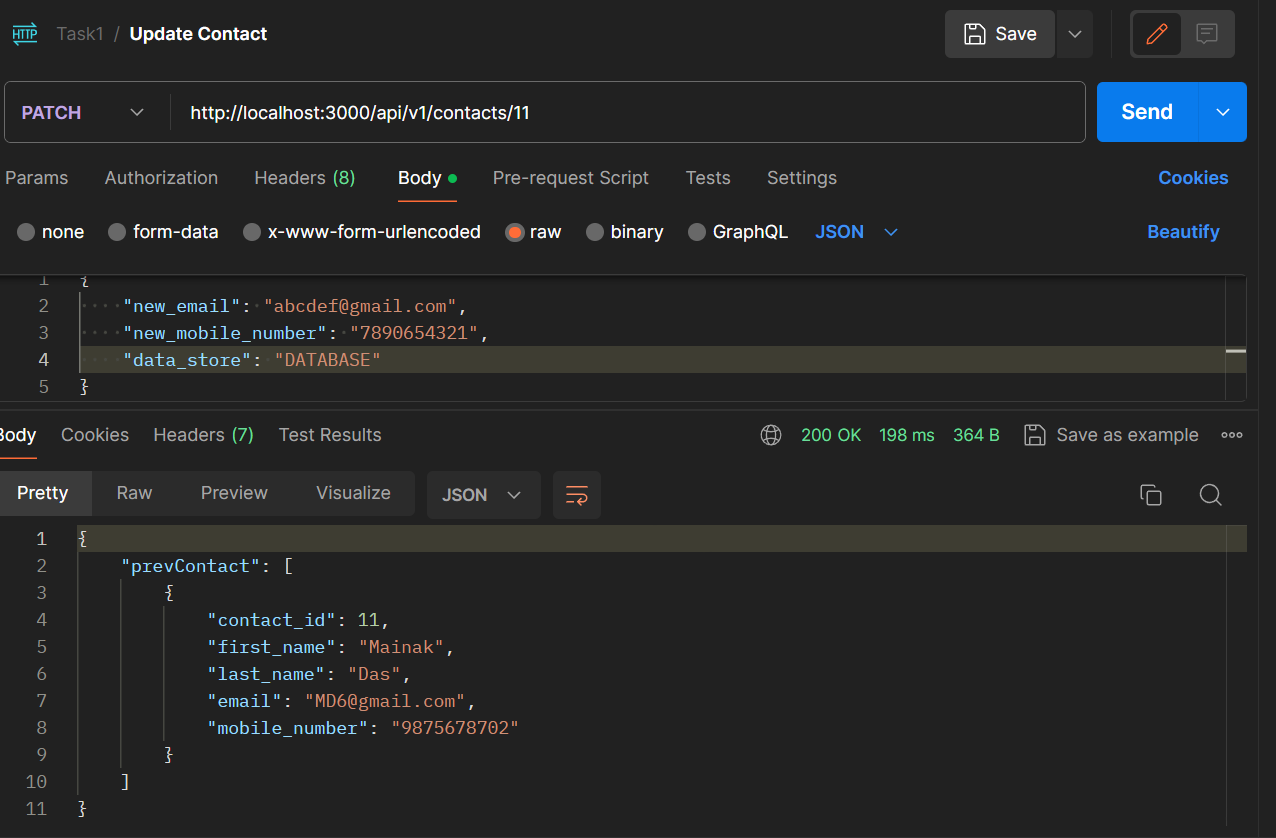 HTTP Task1 / Update Contact Save
PATCH http://localhost:3000/api/v1/contacts/11 Send
Params Authorization Headers (8) Body Pre-request Script Tests Settings Cookies
none form-data x-www-form-urlencoded raw binary GraphQL JSON Beautify
1 {
2 "new_email": "abcdef@gmail.com",
3 "new_mobile_number": "7890654321",
4 "data_store": "DATABASE"
5 }
Body Cookies Headers (7) Test Results 200 OK 198 ms 364 B Save as example
Pretty Raw Preview Visualize JSON
1 {
2 "prevContact": [
3 {
4 "contact_id": 11,
5 "first_name": "Mainak",
6 "last_name": "Das",
7 "email": "MD6@gmail.com",
8 "mobile_number": "9875678702"
9 }
10 ]
11 }